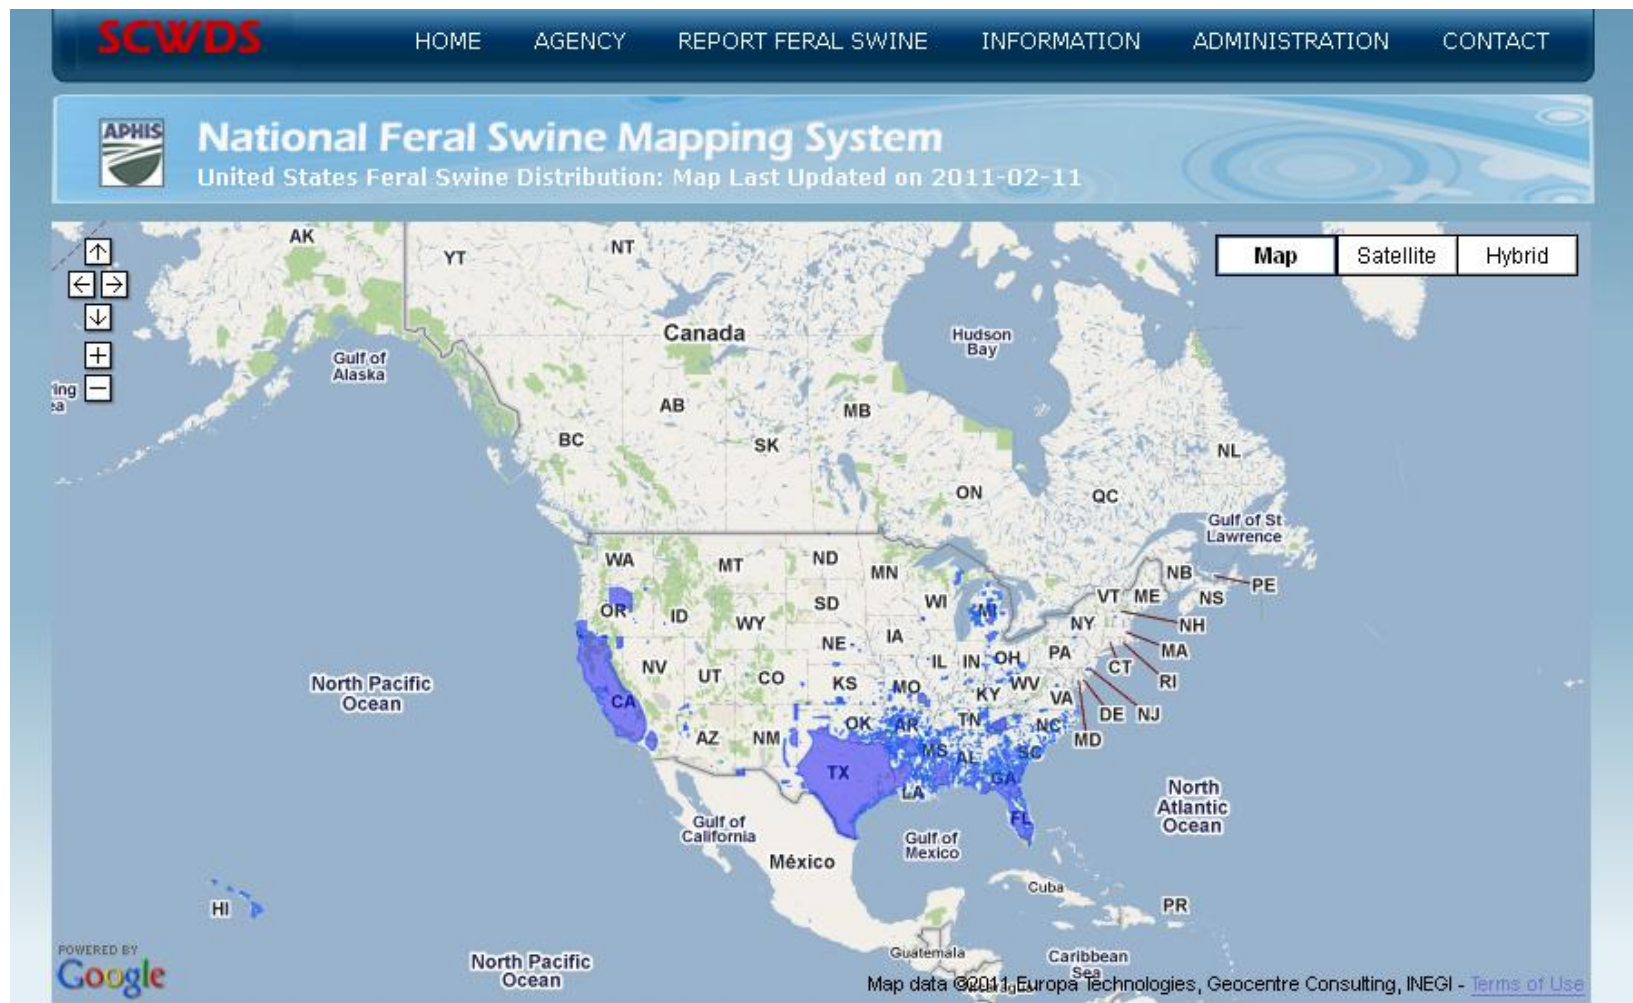 SCWDS
HOME AGENCY REPORT FERAL SWINE INFORMATION ADMINISTRATION CONTACT
APHIS
National Feral Swine Mapping System
United States Feral Swine Distribution: Map Last Updated on 2011-02-11
Map Satellite Hybrid
AK
YT
NT
Canada
Hudson
Bay
Gulf of
Alaska
ing
ea
AB
MB
BC
SK
NL
ON
QC
Gulf of St
Lawrence
WA
MT
ND
MN
NB
PE
VT
ME
NS
OR
ID
SD
WI
MI
WY
NY
NH
NE
IA
MA
NV
UT
CO
KS
MO
IL
IN
OH
PA
CT
RI
North Pacific
Ocean
CA
KY
WV
VA
DE
NJ
AZ
NM
OK
AR
TN
NC
MD
TX
MS
AL
SC
GA
LA
FL
North
Atlantic
Ocean
Gulf of
California
Gulf of
Mexico
México
Cuba
PR
HI
Guatemala
Caribbean
Sea
Nicaragua
North Pacific
Ocean
POWERED BY
Google
Map data ©2011 Europa Technologies, Geocentre Consulting, INEGI - Terms of Use